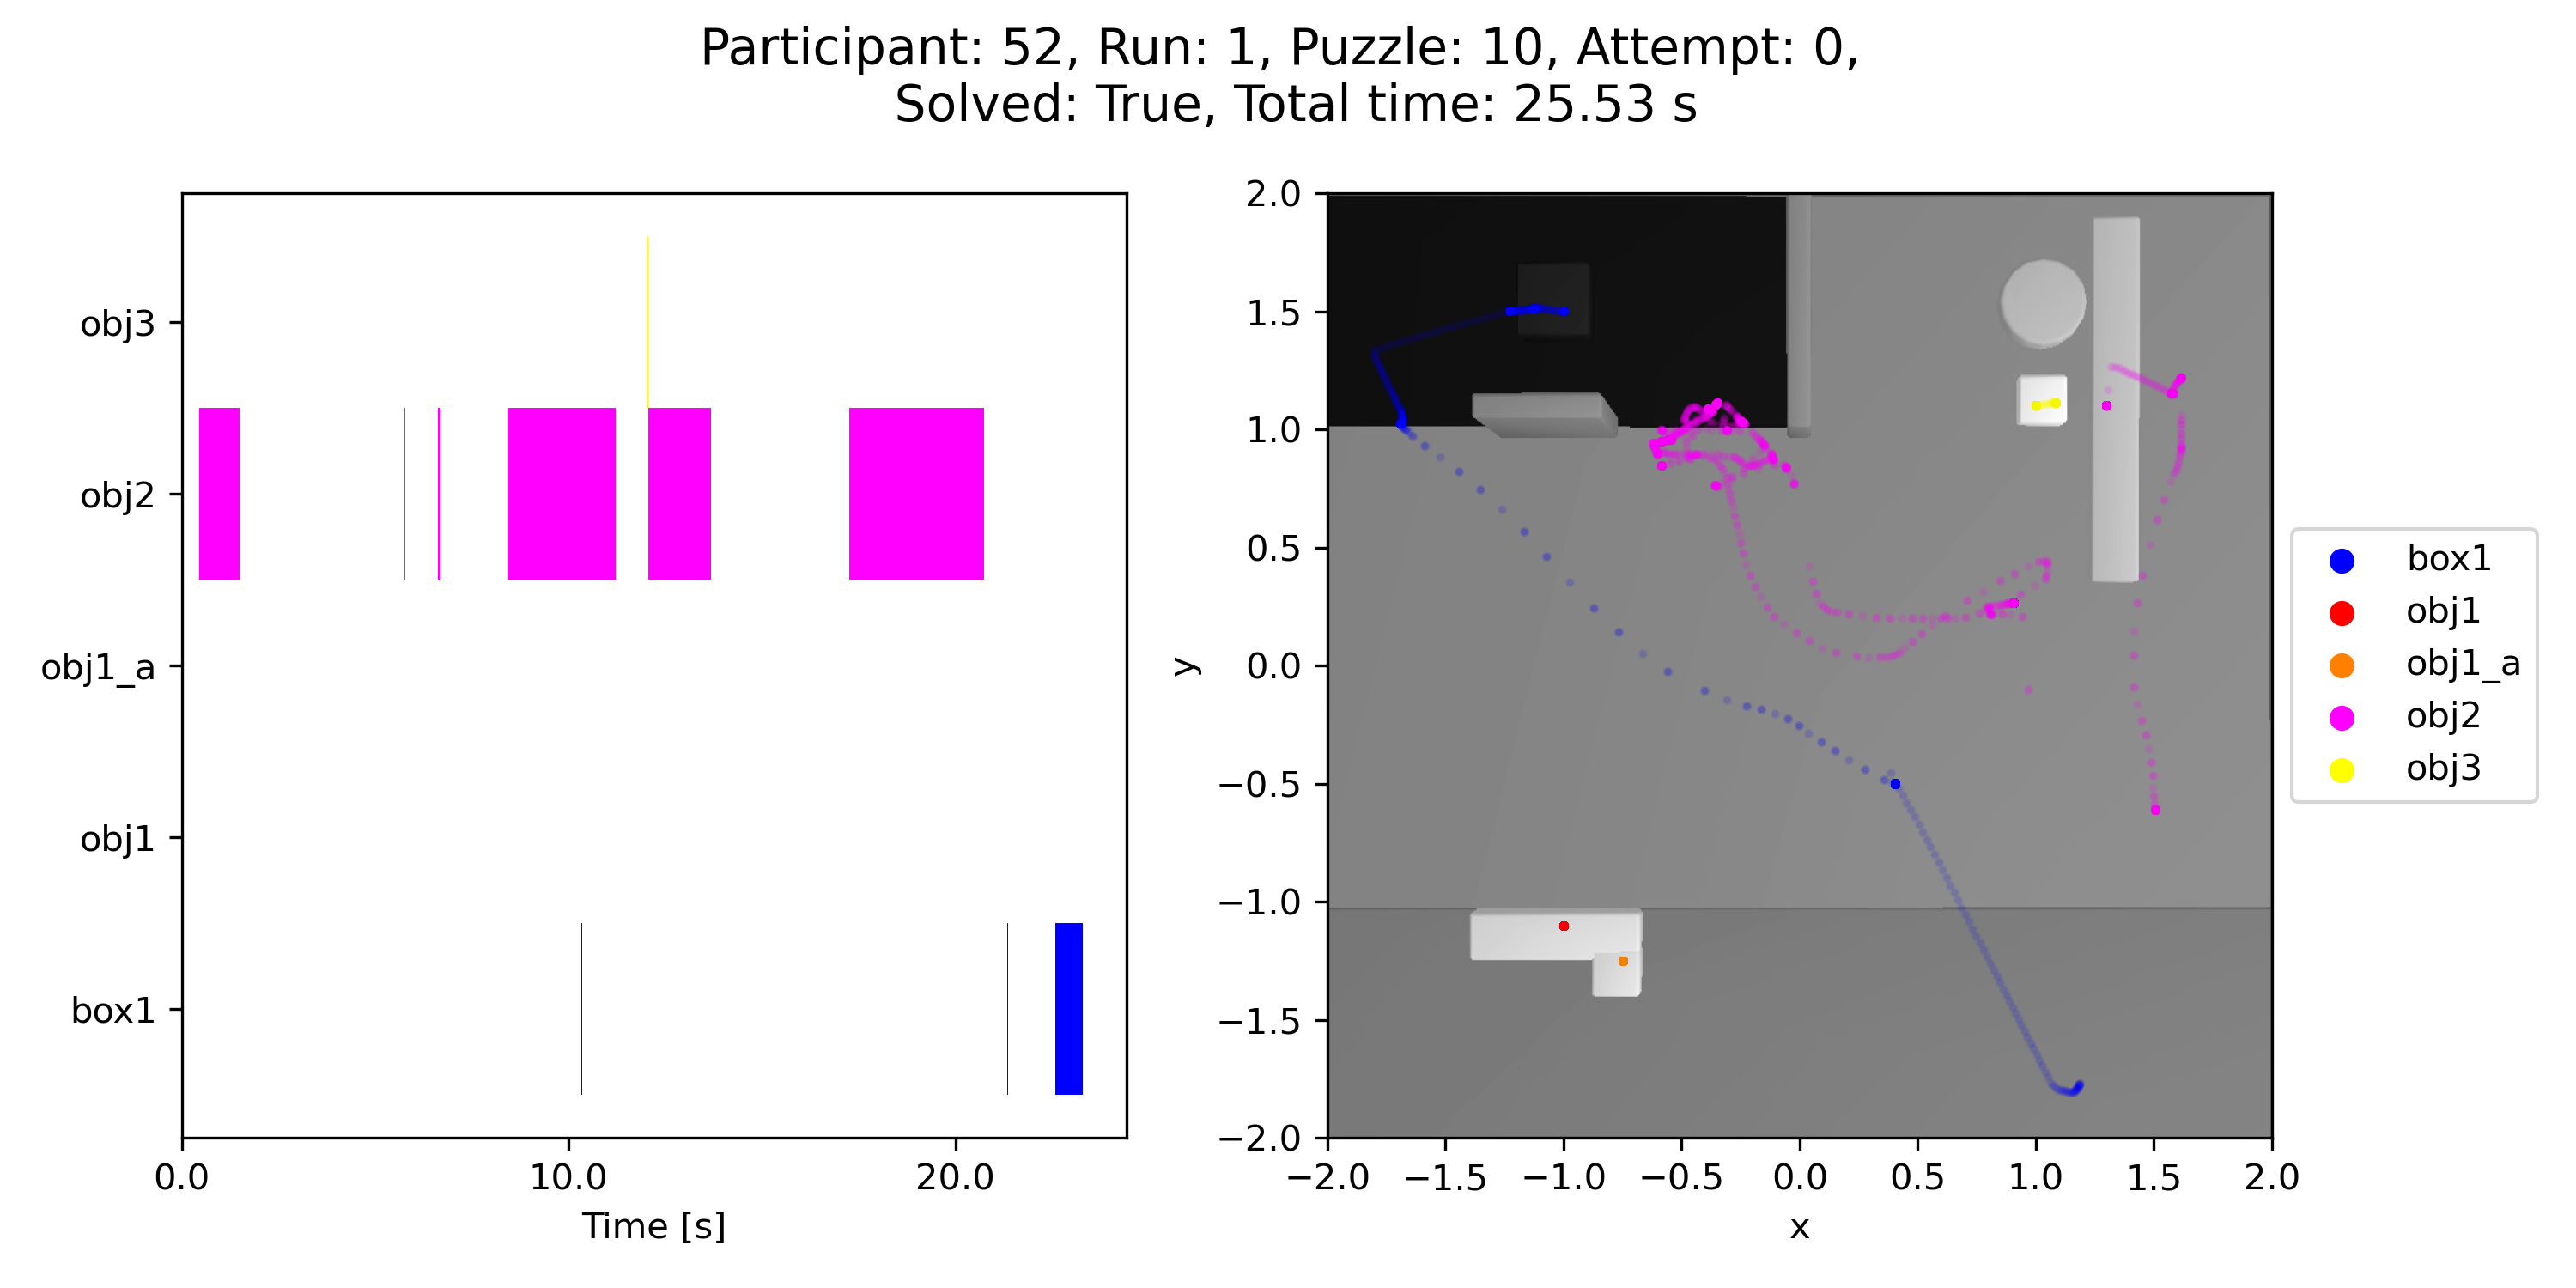 Participant: 52, Run: 1, Puzzle: 10, Attempt: 0,
Solved: True, Total time: 25.53 s
obj3
obj2
obj1_a
obj1
box1
0.0
10.0
20.0
Time [s]
2.0
1.5
1.0
0.5
0.0
−0.5
−1.0
−1.5
−2.0
y
−2.0
−1.5
−1.0
−0.5
0.0
0.5
1.0
1.5
2.0
x
box1
obj1
obj1_a
obj2
obj3